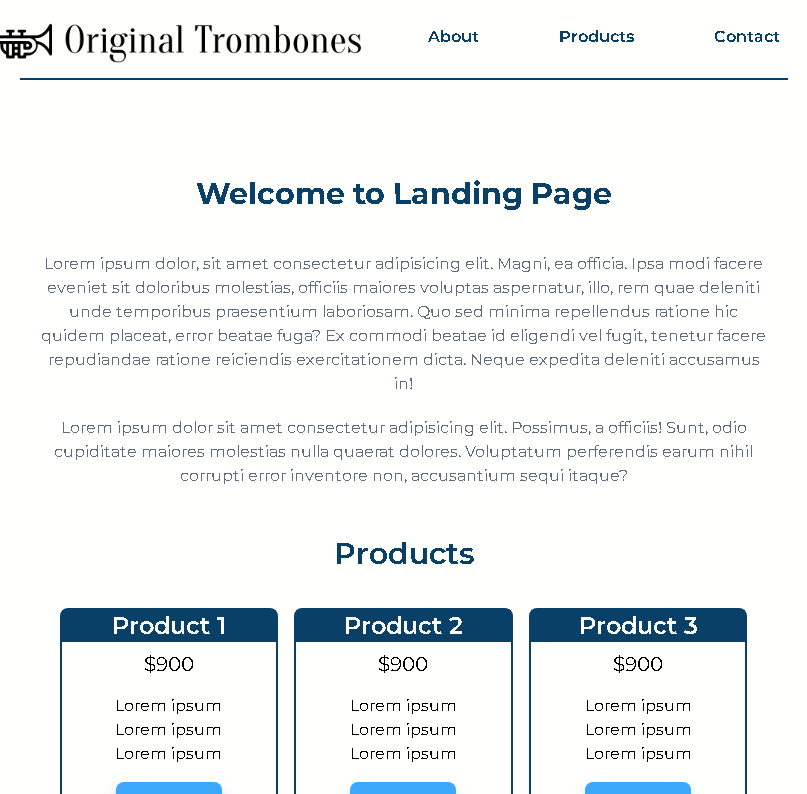 Original Trombones
About Products Contact
Welcome to Landing Page
Lorem ipsum dolor, sit amet consectetur adipisicing elit. Magni, ea officia. Ipsa modi facere
eveniet sit doloribus molestias, officiis maiores voluptas aspernatur, illo, rem quae deleniti
unde temporibus praesentium laboriosam. Quo sed minima repellendus ratione hic
quidem placeat, error beatae fuga? Ex commodi beatae id eligendi vel fugit, tenetur facere
repudiandae ratione reiciendis exercitationem dicta. Neque expedita deleniti accusamus
in!
Lorem ipsum dolor sit amet consectetur adipisicing elit. Possimus, a officiis! Sunt, odio
cupiditate maiores molestias nulla quaerat dolores. Voluptatum perferendis earum nihil
corrupti error inventore non, accusantium sequi itaque?
Products
Product 1
$900
Lorem ipsum
Lorem ipsum
Lorem ipsum
Product 2
$900
Lorem ipsum
Lorem ipsum
Lorem ipsum
Product 3
$900
Lorem ipsum
Lorem ipsum
Lorem ipsum